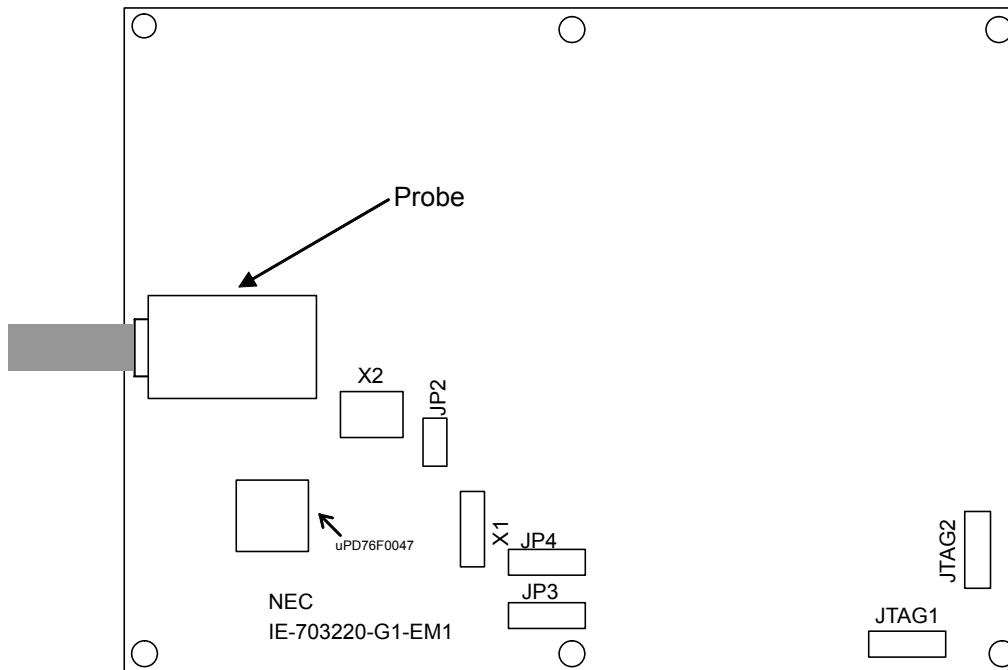 Probe
X2
JP2
uPD76F0047
X1
JP4
JP3
JTAG2
JTAG1
NEC
IE-703220-G1-EM1